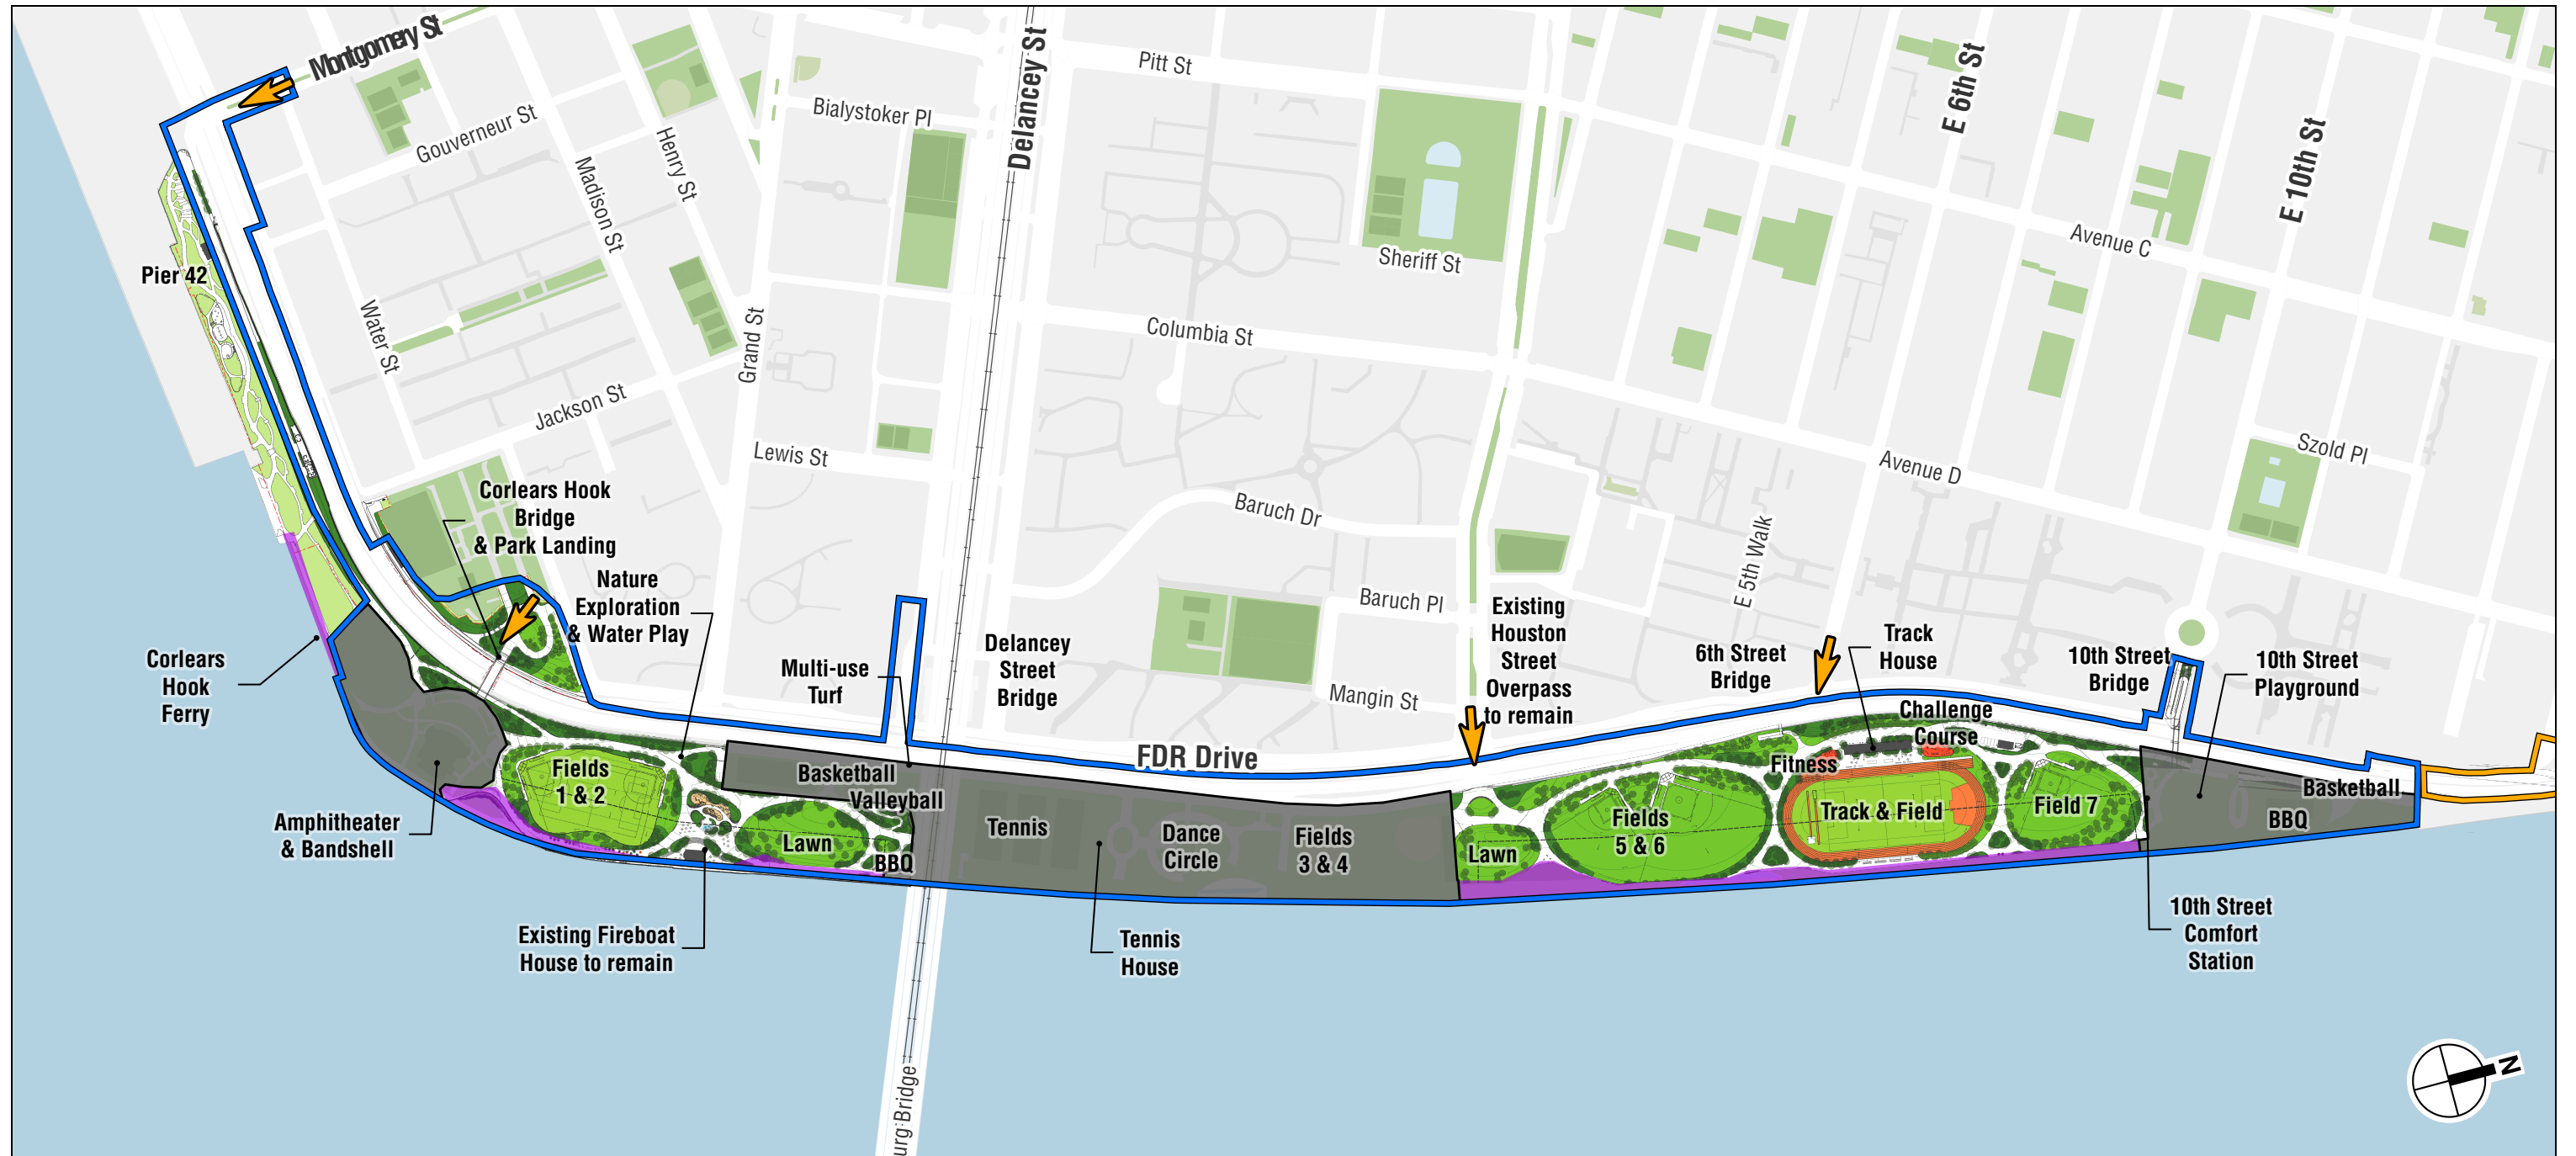 Montgomery St
Delancey St
Pitt St
E 6th St
E 10th St
Bialystoker Pl
Gouverneur St
Madison St
Henry St
Avenue C
Sheriff St
Pier 42
Water St
Grand St
Columbia St
Jackson St
Lewis St
Szold Pl
Avenue D
Corlears Hook
Bridge
& Park Landing
Baruch Dr
E 5th Walk
Nature
Exploration
& Water Play
Baruch Pl
Existing
Houston
Street
Overpass
to remain
Corlears
Hook
Ferry
Multi-use
Turf
Delancey
Street
Bridge
Mangin St
6th Street
Bridge
Track
House
10th Street
Bridge
10th Street
Playground
Challenge
Course
FDR Drive
Fitness
Fields
1 & 2
Basketball
Valleyball
Basketball
Amphitheater
& Bandshell
Lawn
BBQ
Tennis
Dance
Circle
Fields
3 & 4
Lawn
Fields
5 & 6
Track & Field
Field 7
BBQ
Existing Fireboat
House to remain
Tennis
House
10th Street
Comfort
Station
urg Bridge
N